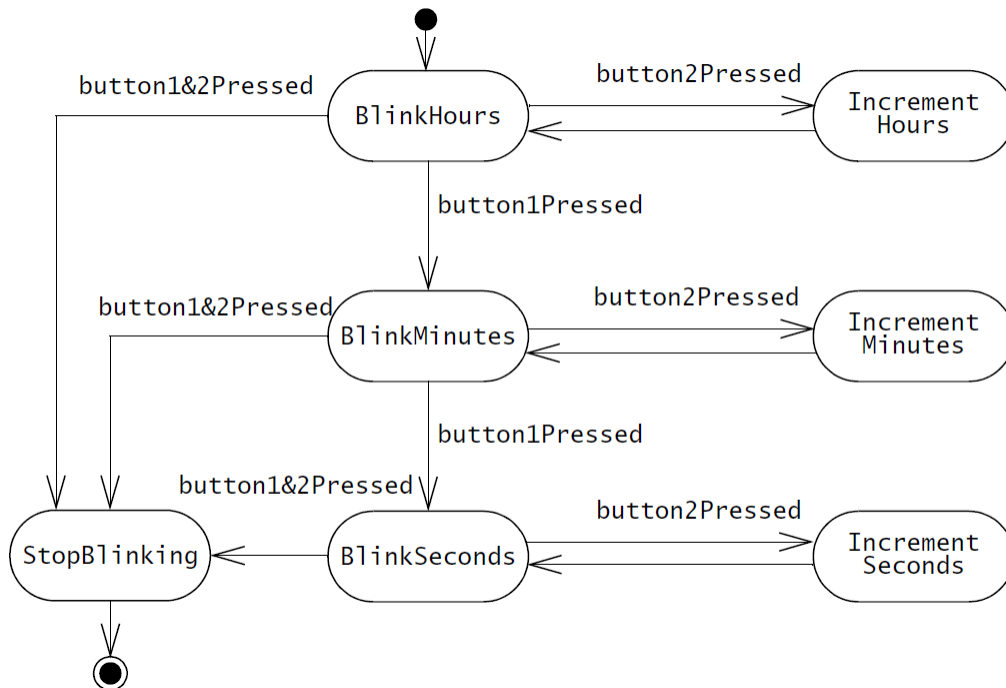 button1&2Pressed
button2Pressed
BlinkHours
Increment
Hours
button1Pressed
button1&2Pressed
button2Pressed
BlinkMinutes
Increment
Minutes
button1Pressed
button1&2Pressed
button2Pressed
StopBlinking
BlinkSeconds
Increment
Seconds